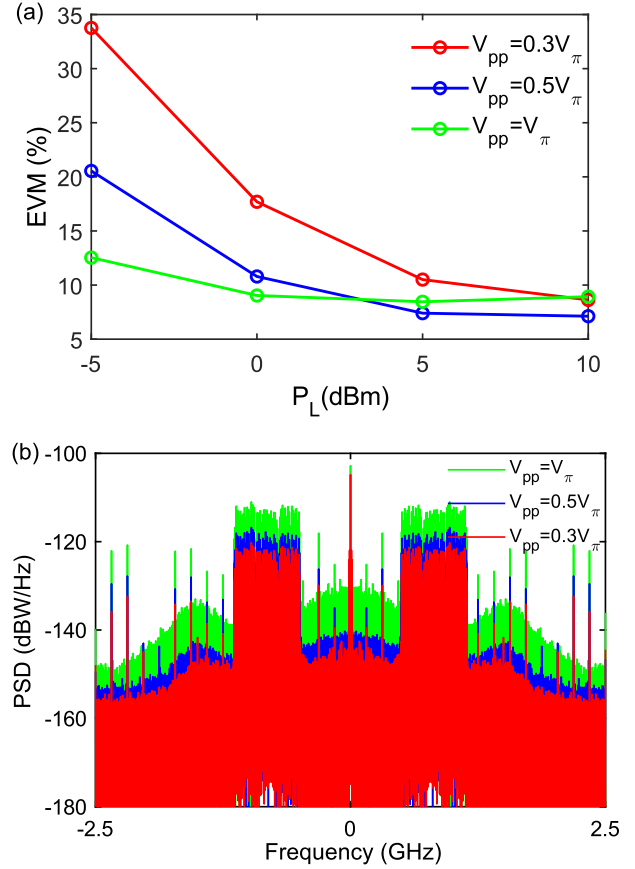 (a)
35
30
25
20
15
10
5
EVM (%)
V_pp=0.3V_π
V_pp=0.5V_π
V_pp=V_π
-5 0 5 10
P_L(dBm)
(b)
-100
-120
-140
-160
-180
PSD (dBW/Hz)
V_pp=V_π
V_pp=0.5V_π
V_pp=0.3V_π
-2.5 0 2.5
Frequency (GHz)